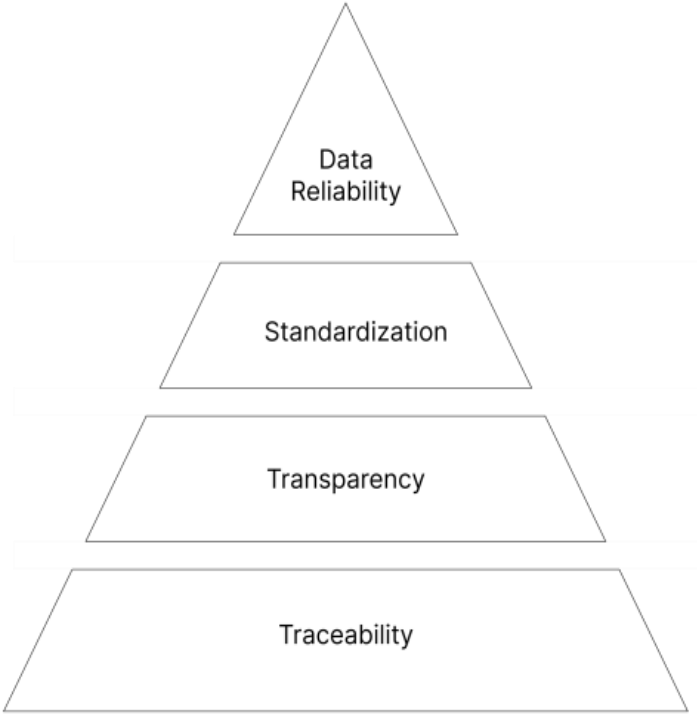 Data
Reliability
Standardization
Transparency
Traceability